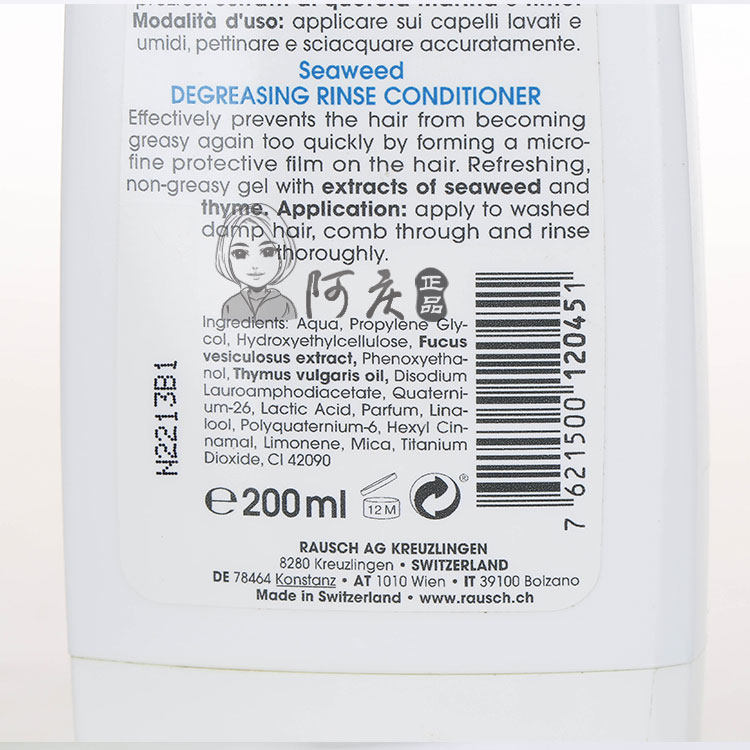 Modalità d'uso: applicare sui capelli lavati e
umidi, pettinare e sciacquare accuratamente.
Seaweed
DEGREASING RINSE CONDITIONER
Effectively prevents the hair from becoming
greasy again too quickly by forming a micro-
fine protective film on the hair. Refreshing,
non-greasy gel with extracts of seaweed and
thyme. Application: apply to washed
damp hair, comb through and rinse
thoroughly.
阿庆 正品
Ingredients: Aqua, Propylene Gly-
col, Hydroxyethylcellulose, Fucus
vesiculosus extract, Phenoxyetha-
nol, Thymus vulgaris oil, Disodium
Lauroamphodiacetate, Quaterni-
um-26, Lactic Acid, Parfum, Lina-
lool, Polyquaternium-6, Hexyl Cin-
namal, Limonene, Mica, Titanium
Dioxide, CI 42090
N2213B1
7 621500 120451
℮ 200 ml
12 M
®
RAUSCH AG KREUZLINGEN
8280 Kreuzlingen • SWITZERLAND
DE 78464 Konstanz • AT 1010 Wien • IT 39100 Bolzano
Made in Switzerland • www.rausch.ch